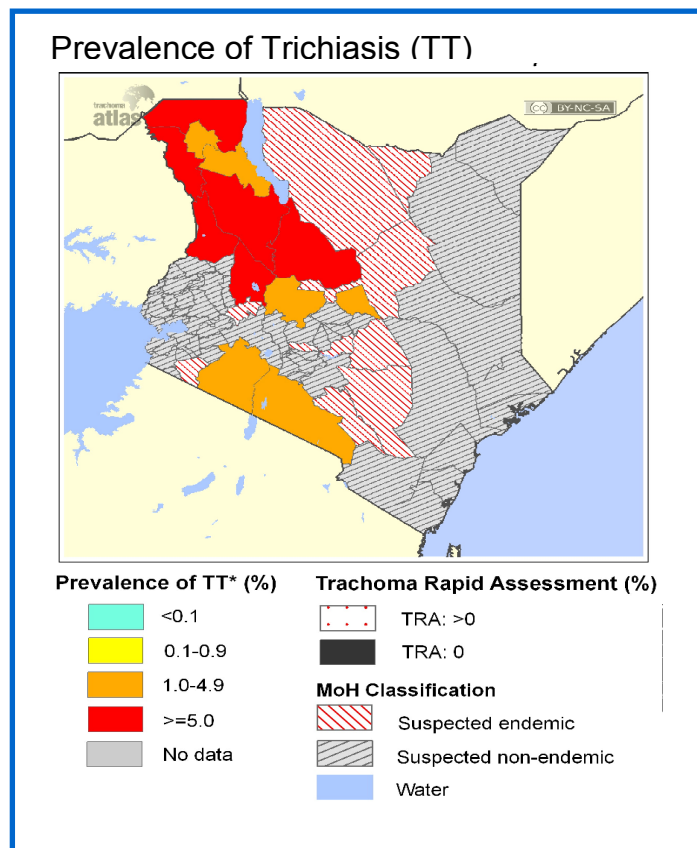 Prevalence of Trichiasis (TT)
trachoma
atlas
cc BY-NC-SA
Prevalence of TT* (%)
<0.1
0.1-0.9
1.0-4.9
>=5.0
No data
Trachoma Rapid Assessment (%)
TRA: >0
TRA: 0
MoH Classification
Suspected endemic
Suspected non-endemic
Water